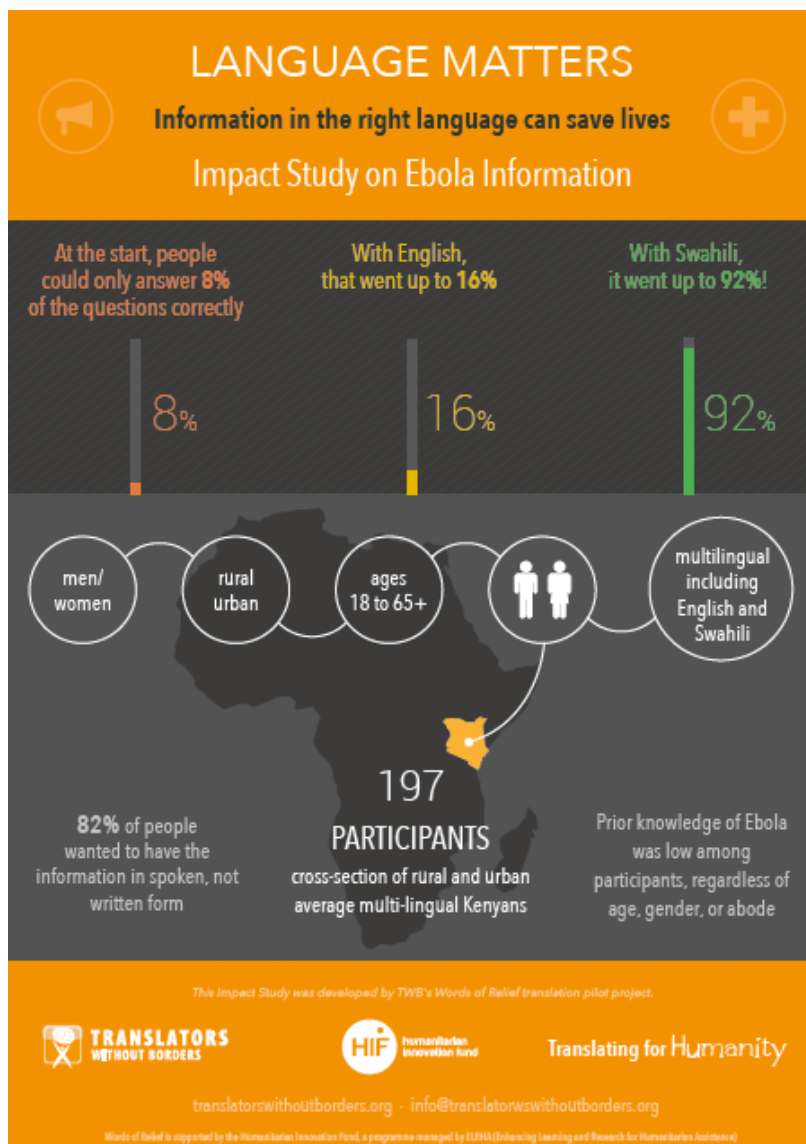 LANGUAGE MATTERS
Information in the right language can save lives
Impact Study on Ebola Information
At the start, people
could only answer 8%
of the questions correctly
With English,
that went up to 16%
With Swahili,
it went up to 92%!
8%
16%
92%
men/
women
rural
urban
ages
18 to 65+
multilingual
including
English and
Swahili
197
PARTICIPANTS
cross-section of rural and urban
average multi-lingual Kenyans
82% of people
wanted to have the
information in spoken, not
written form
Prior knowledge of Ebola
was low among
participants, regardless of
age, gender, or abode
This Impact Study was developed by TWB's Words of Relief translation pilot project.
TRANSLATORS
WITHOUT BORDERS
HIF
humanitarian
innovation fund
Translating for Humanity
translatorswithoutborders.org - info@translatorwswithoutborders.org
Words of Relief is supported by the Humanitarian Innovation Fund, a programme managed by ELRHA (Enhancing Learning and Research for Humanitarian Assistance)